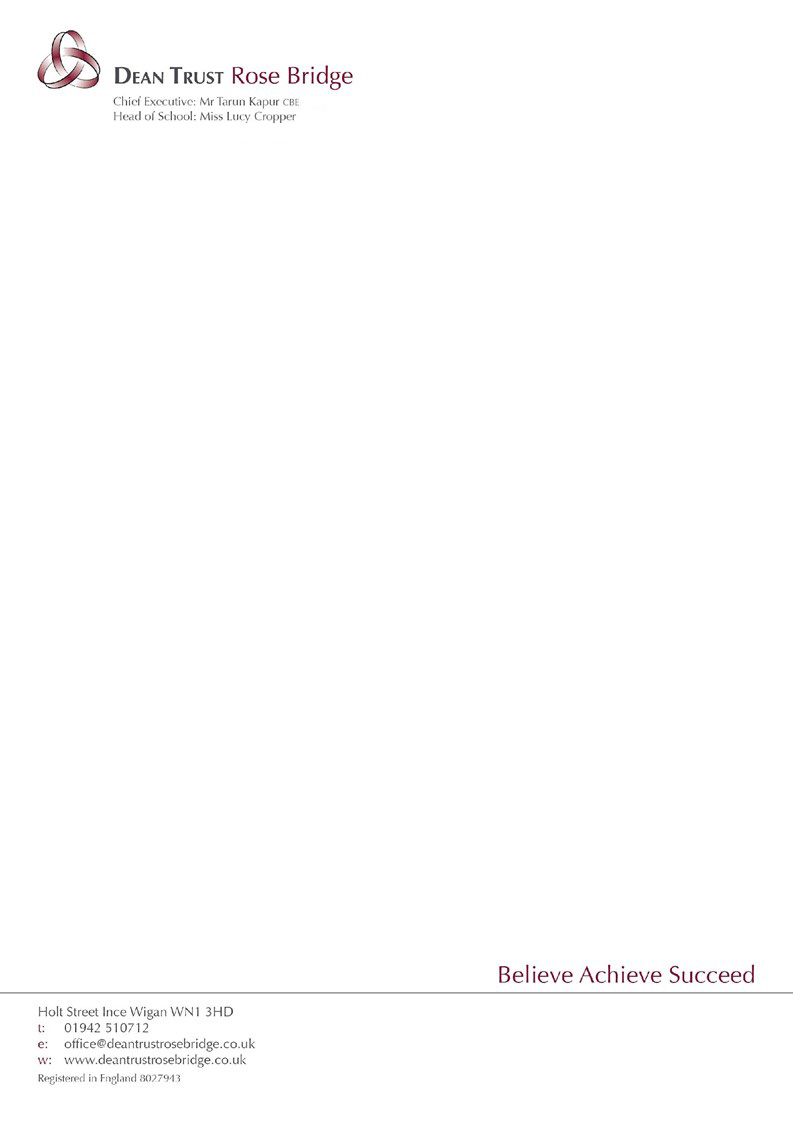 DEAN TRUST Rose Bridge
Chief Executive: Mr Tarun Kapur CBE
Head of School: Miss Lucy Cropper
Believe Achieve Succeed
Holt Street Ince Wigan WN1 3HD
t: 01942 510712
e: office@deantrustrosebridge.co.uk
w: www.deantrustrosebridge.co.uk
Registered in England 8027943